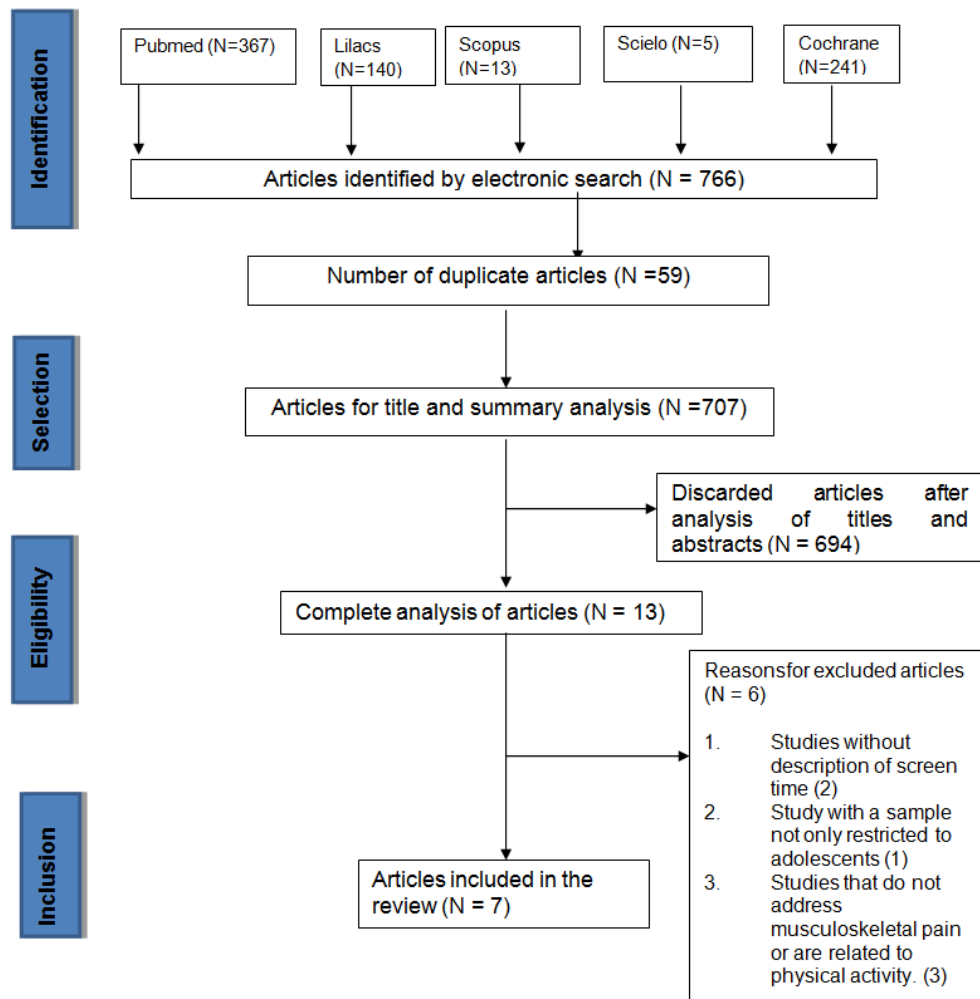 Identification
Pubmed (N=367)
Lilacs
(N=140)
Scopus
(N=13)
Scielo (N=5)
Cochrane
(N=241)
Articles identified by electronic search (N = 766)
Number of duplicate articles (N =59)
Selection
Articles for title and summary analysis (N =707)
Discarded articles after
analysis of titles and
abstracts (N = 694)
Eligibility
Complete analysis of articles (N = 13)
Reasonsfor excluded articles
(N = 6)
1. Studies without
description of screen
time (2)
2. Study with a sample
not only restricted to
adolescents (1)
3. Studies that do not
address
musculoskeletal pain
or are related to
physical activity. (3)
Inclusion
Articles included in the
review (N = 7)